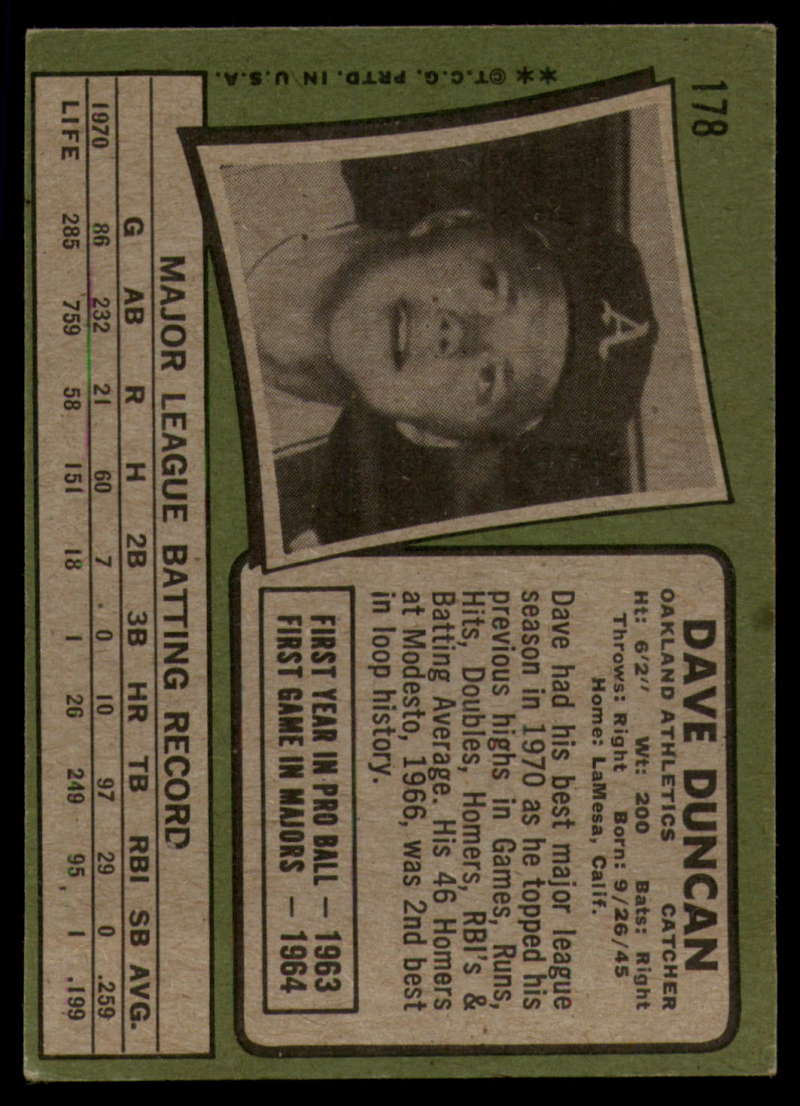 178
**©T.C.G. PRTD. IN U.S.A.
A
DAVE DUNCAN
OAKLAND ATHLETICS CATCHER
Ht: 6'2" Wt: 200 Bats: Right
Throws: Right Born: 9/26/45
Home: LaMesa, Calif.
Dave had his best major league
season in 1970 as he topped his
previous highs in Games, Runs,
Hits, Doubles, Homers, RBI's &
Batting Average. His 46 Homers
at Modesto, 1966, was 2nd best
in loop history.
FIRST YEAR IN PRO BALL – 1963
FIRST GAME IN MAJORS – 1964
MAJOR LEAGUE BATTING RECORD
G AB R H 2B 3B HR TB RBI SB AVG.
1970 86 232 21 60 7 0 10 97 29 0 .259
LIFE 285 759 58 151 18 1 26 249 95 1 .199